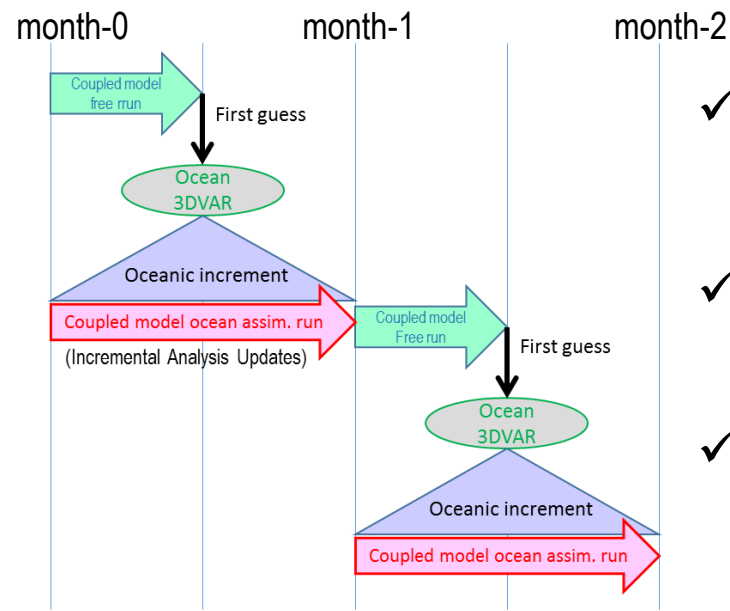 month-0 month-1 month-2
Coupled model
free rrun
First guess
Ocean
3DVAR
Oceanic increment
Coupled model ocean assim. run
(Incremental Analysis Updates)
Coupled model
Free run
First guess
Ocean
3DVAR
Oceanic increment
Coupled model ocean assim. run